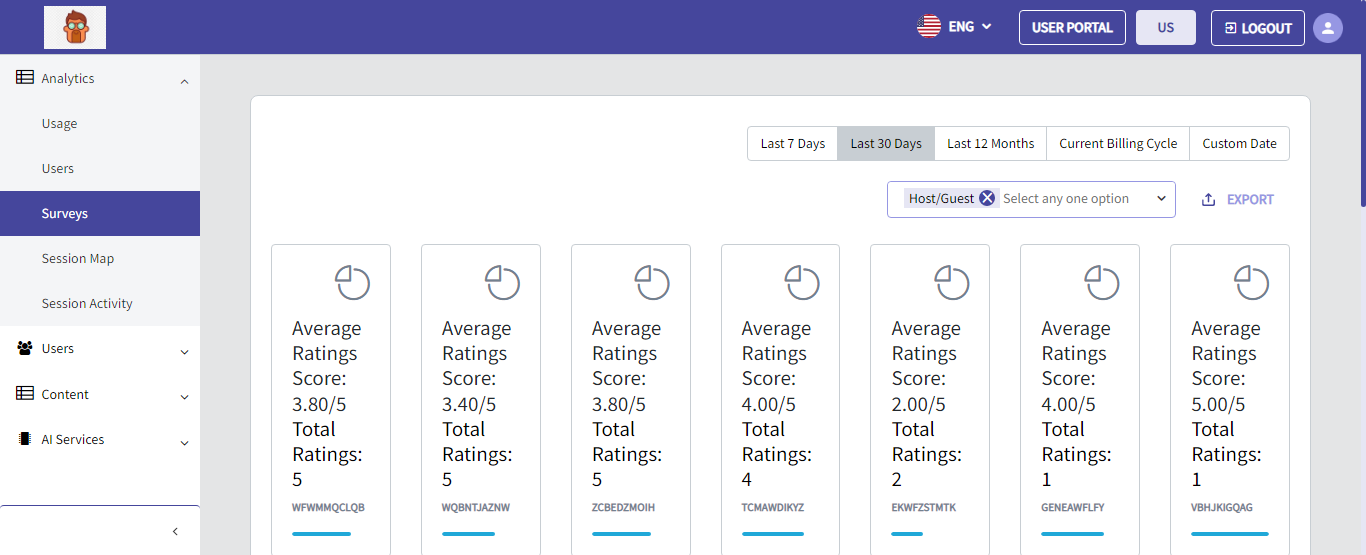 ENG
USER PORTAL
US
LOGOUT
Analytics
Usage
Users
Surveys
Session Map
Session Activity
Users
Content
AI Services
Last 7 Days Last 30 Days Last 12 Months Current Billing Cycle Custom Date
Host/Guest Select any one option
EXPORT
Average
Ratings
Score:
3.80/5
Total
Ratings:
5
WFWMMQCLQB
Average
Ratings
Score:
3.40/5
Total
Ratings:
5
WQBNTJAZNW
Average
Ratings
Score:
3.80/5
Total
Ratings:
5
ZCBEDZMOIH
Average
Ratings
Score:
4.00/5
Total
Ratings:
4
TCMAWDIKYZ
Average
Ratings
Score:
2.00/5
Total
Ratings:
2
EKWFZSTMTK
Average
Ratings
Score:
4.00/5
Total
Ratings:
1
GENEAWFLFY
Average
Ratings
Score:
5.00/5
Total
Ratings:
1
VBHJKIGQAG